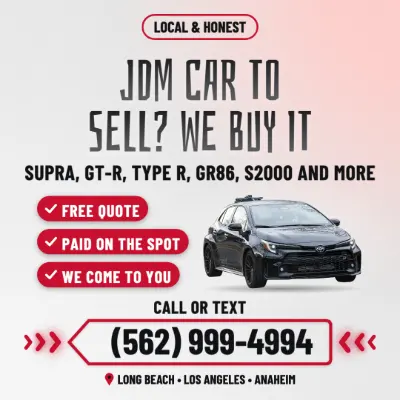 LOCAL & HONEST
JDM CAR TO
SELL? WE BUY IT
SUPRA, GT-R, TYPE R, GR86, S2000 AND MORE
FREE QUOTE
PAID ON THE SPOT
WE COME TO YOU
CALL OR TEXT
(562) 999-4994
LONG BEACH • LOS ANGELES • ANAHEIM